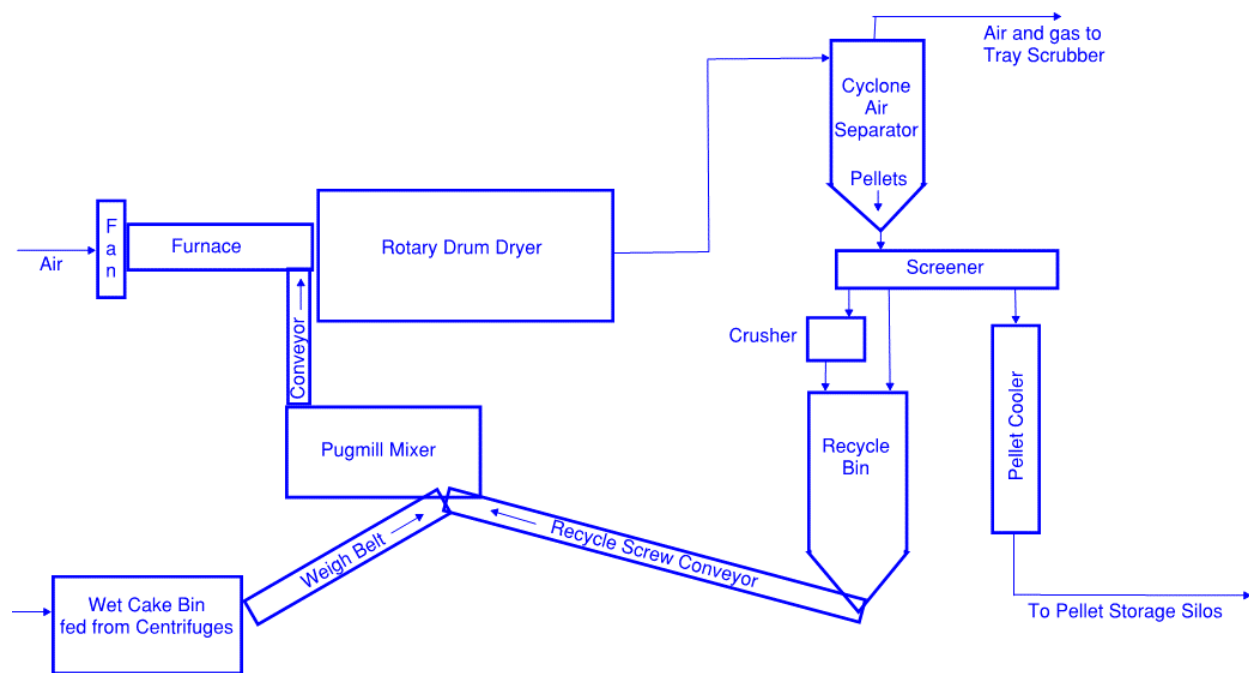 Air and gas to
Tray Scrubber
Cyclone
Air
Separator
Pellets
Fan
Furnace
Air
Rotary Drum Dryer
Screener
Conveyor
Crusher
Pellet Cooler
Pugmill Mixer
Recycle
Bin
Weigh Belt
Recycle Screw Conveyor
Wet Cake Bin
fed from Centrifuges
To Pellet Storage Silos